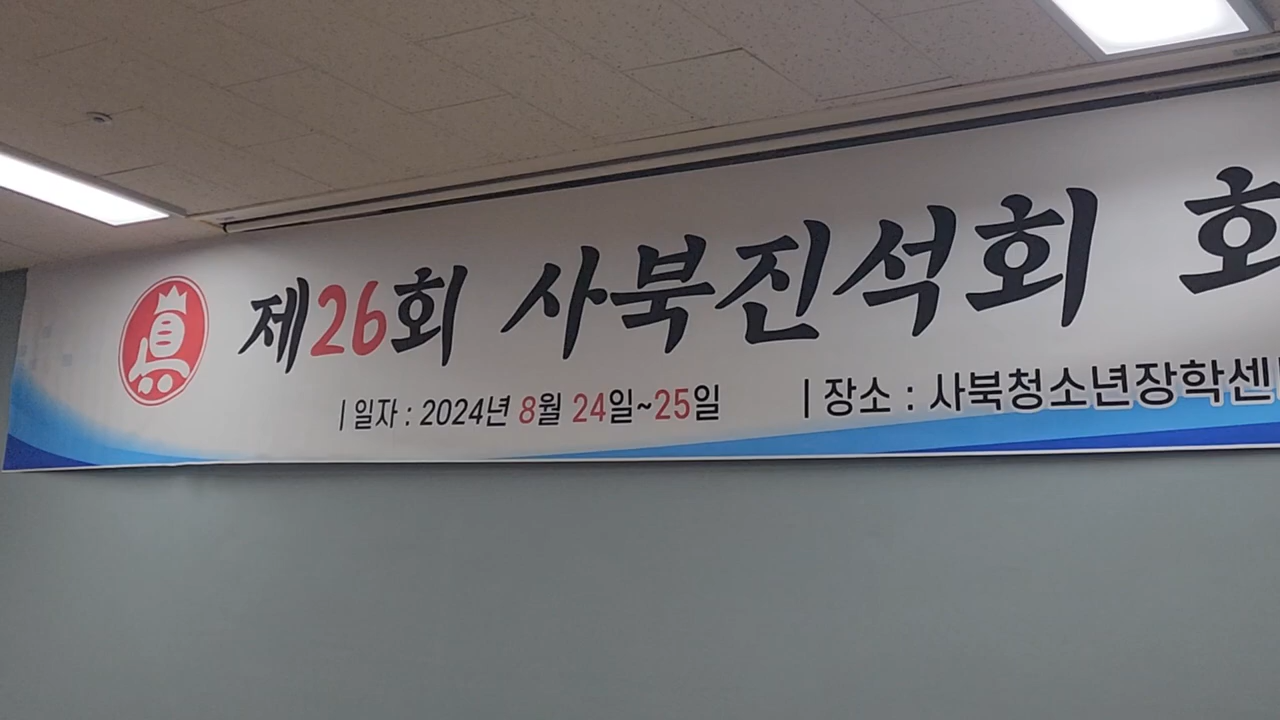 제26회 사북진석회
眞
| 일자 : 2024년 8월 24일~25일 | 장소 : 사북청소년장학센